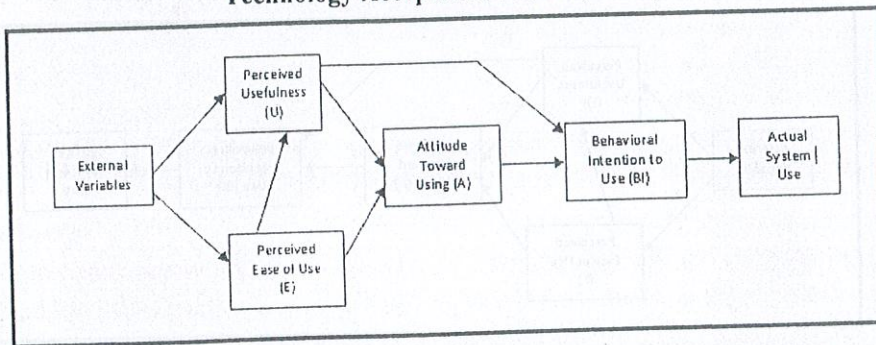 Technology
External
Variables
Perceived
Usefulness
(U)
Perceived
Ease of Use
(E)
Attitude
Toward
Using (A)
Behavioral
Intention to
Use (BI)
Actual
System
Use